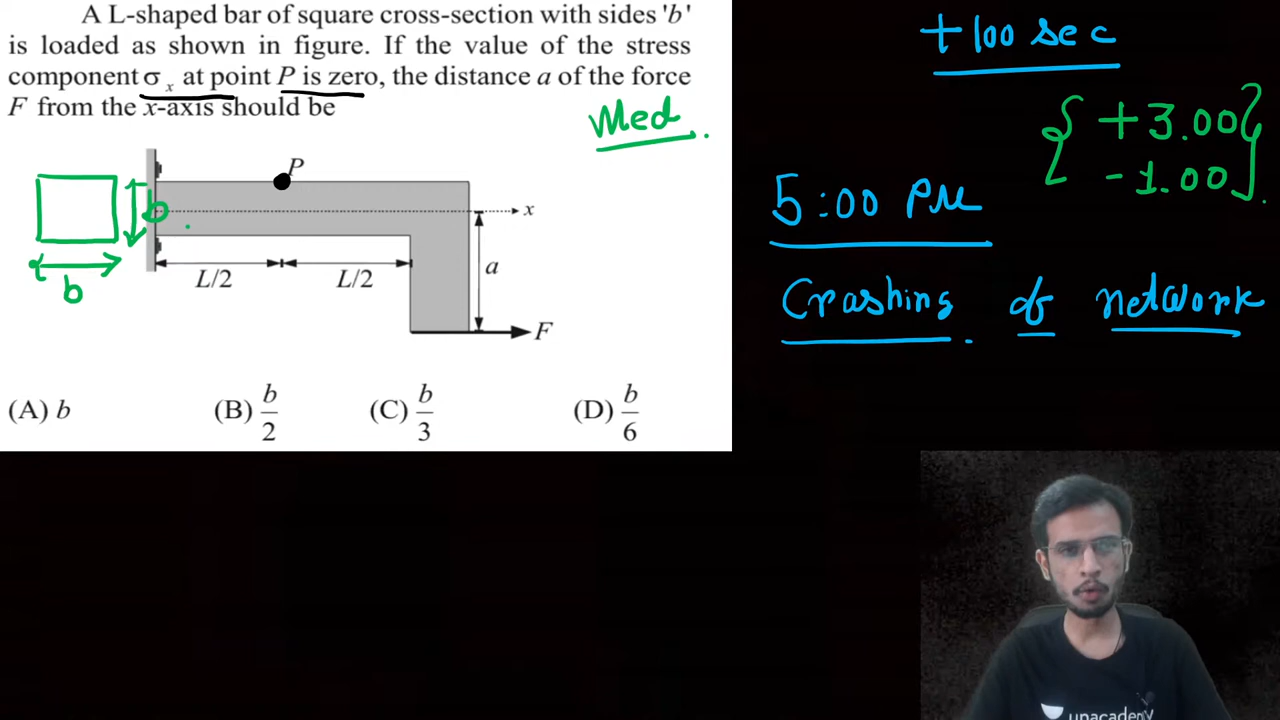 A L-shaped bar of square cross-section with sides 'b'
is loaded as shown in figure. If the value of the stress
component σx at point P is zero, the distance a of the force
F from the x-axis should be
Med
P
b
x
L/2 L/2
a
b
F
(A) b (B) b/2 (C) b/3 (D) b/6
+100 sec
{+3.00
-1.00}
5:00 PM
Crashing of network
unacademy